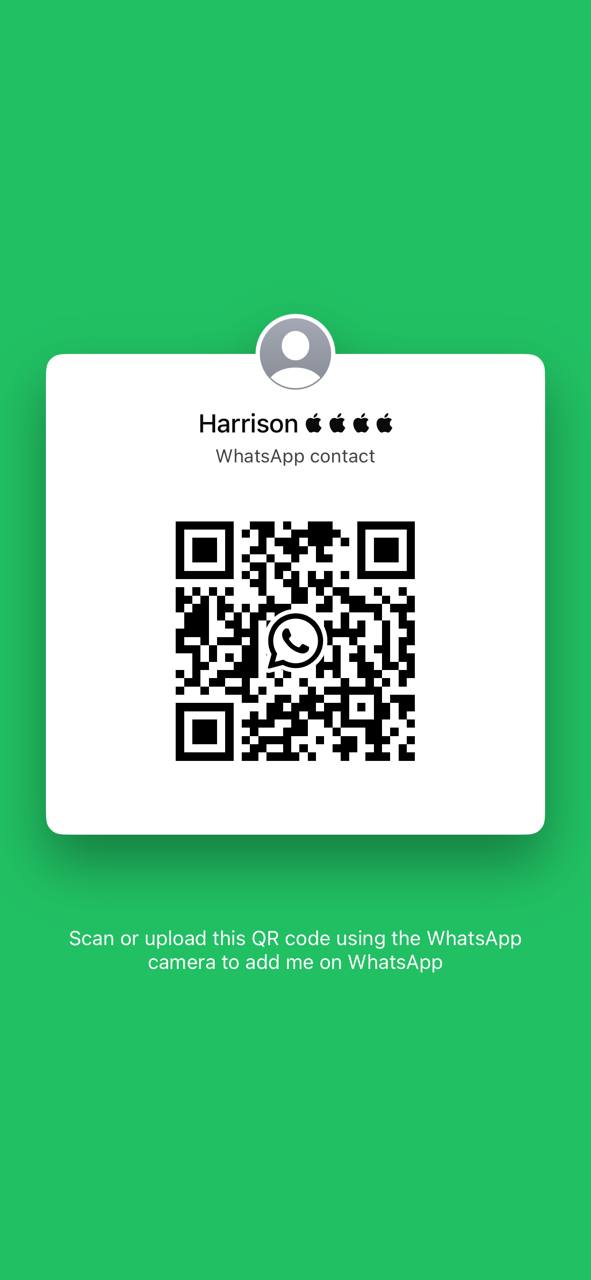 Harrison    
WhatsApp contact
Scan or upload this QR code using the WhatsApp
camera to add me on WhatsApp